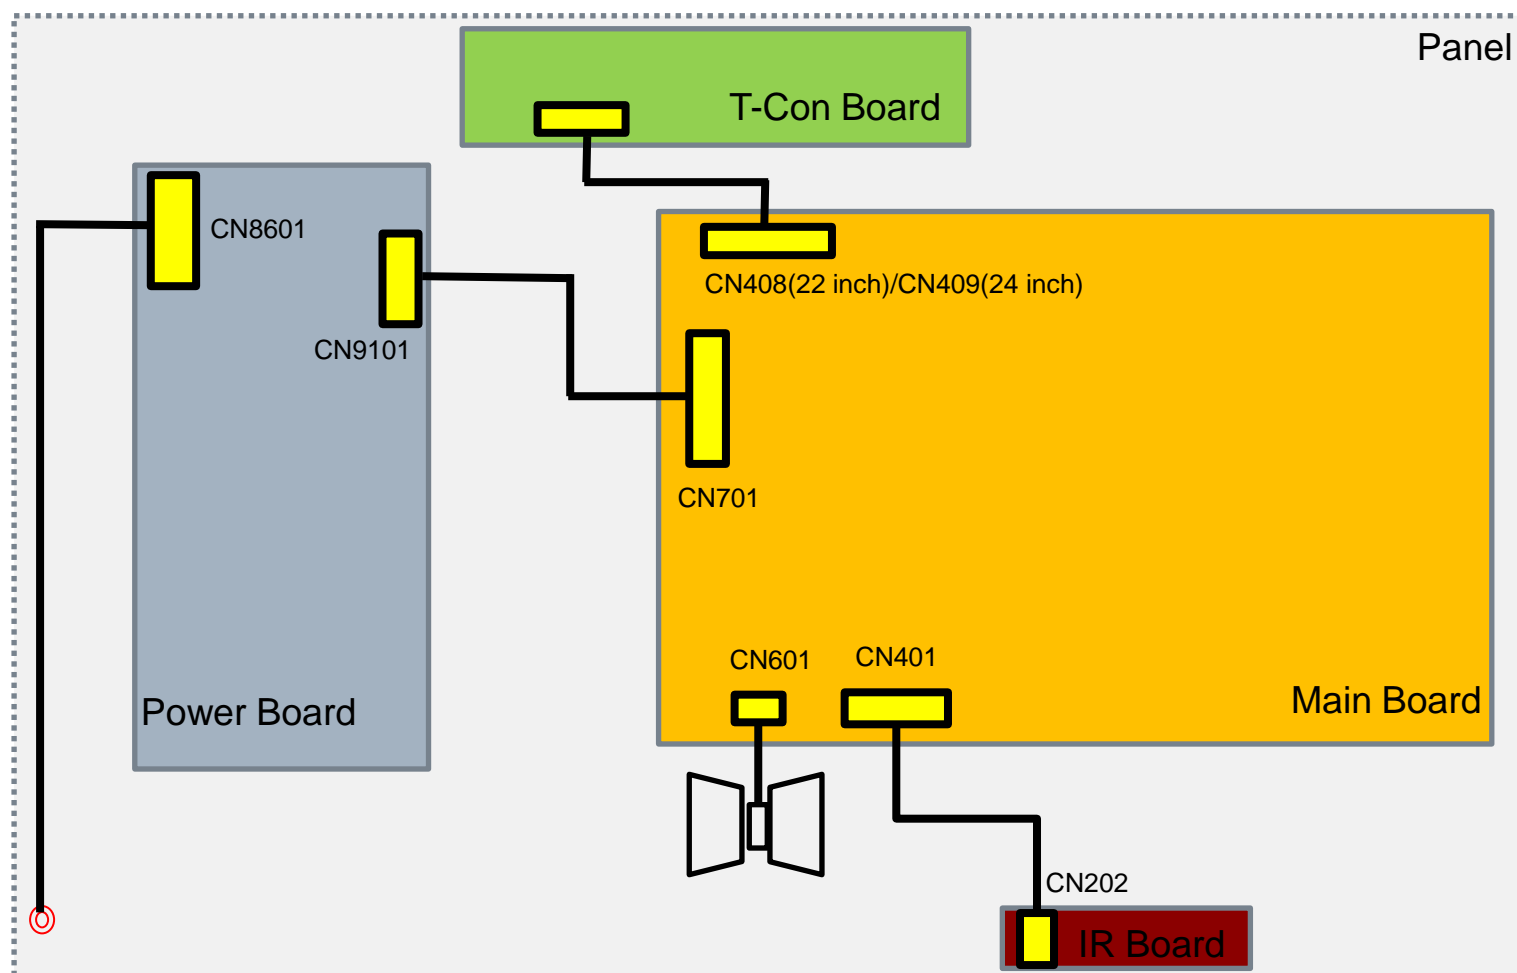 Panel
T-Con Board
CN8601
CN408(22 inch)/CN409(24 inch)
CN9101
CN701
CN601
CN401
Power Board
Main Board
CN202
IR Board